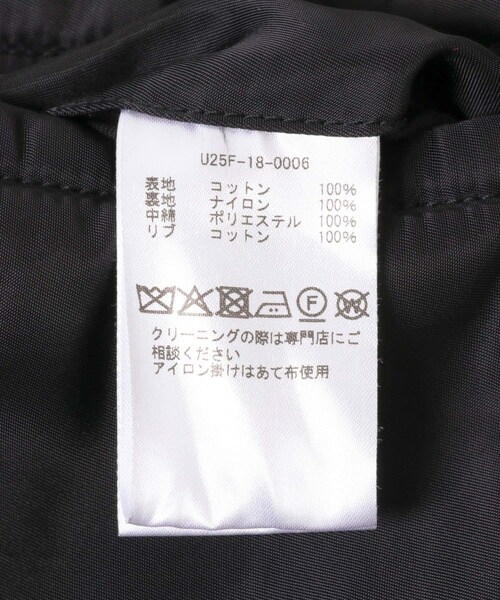 U25F-18-0006
表地 コットン 100%
裏地 ナイロン 100%
中綿 ポリエステル 100%
リブ コットン 100%
F W
クリーニングの際は専門店にご
相談ください
アイロン掛けはあて布使用